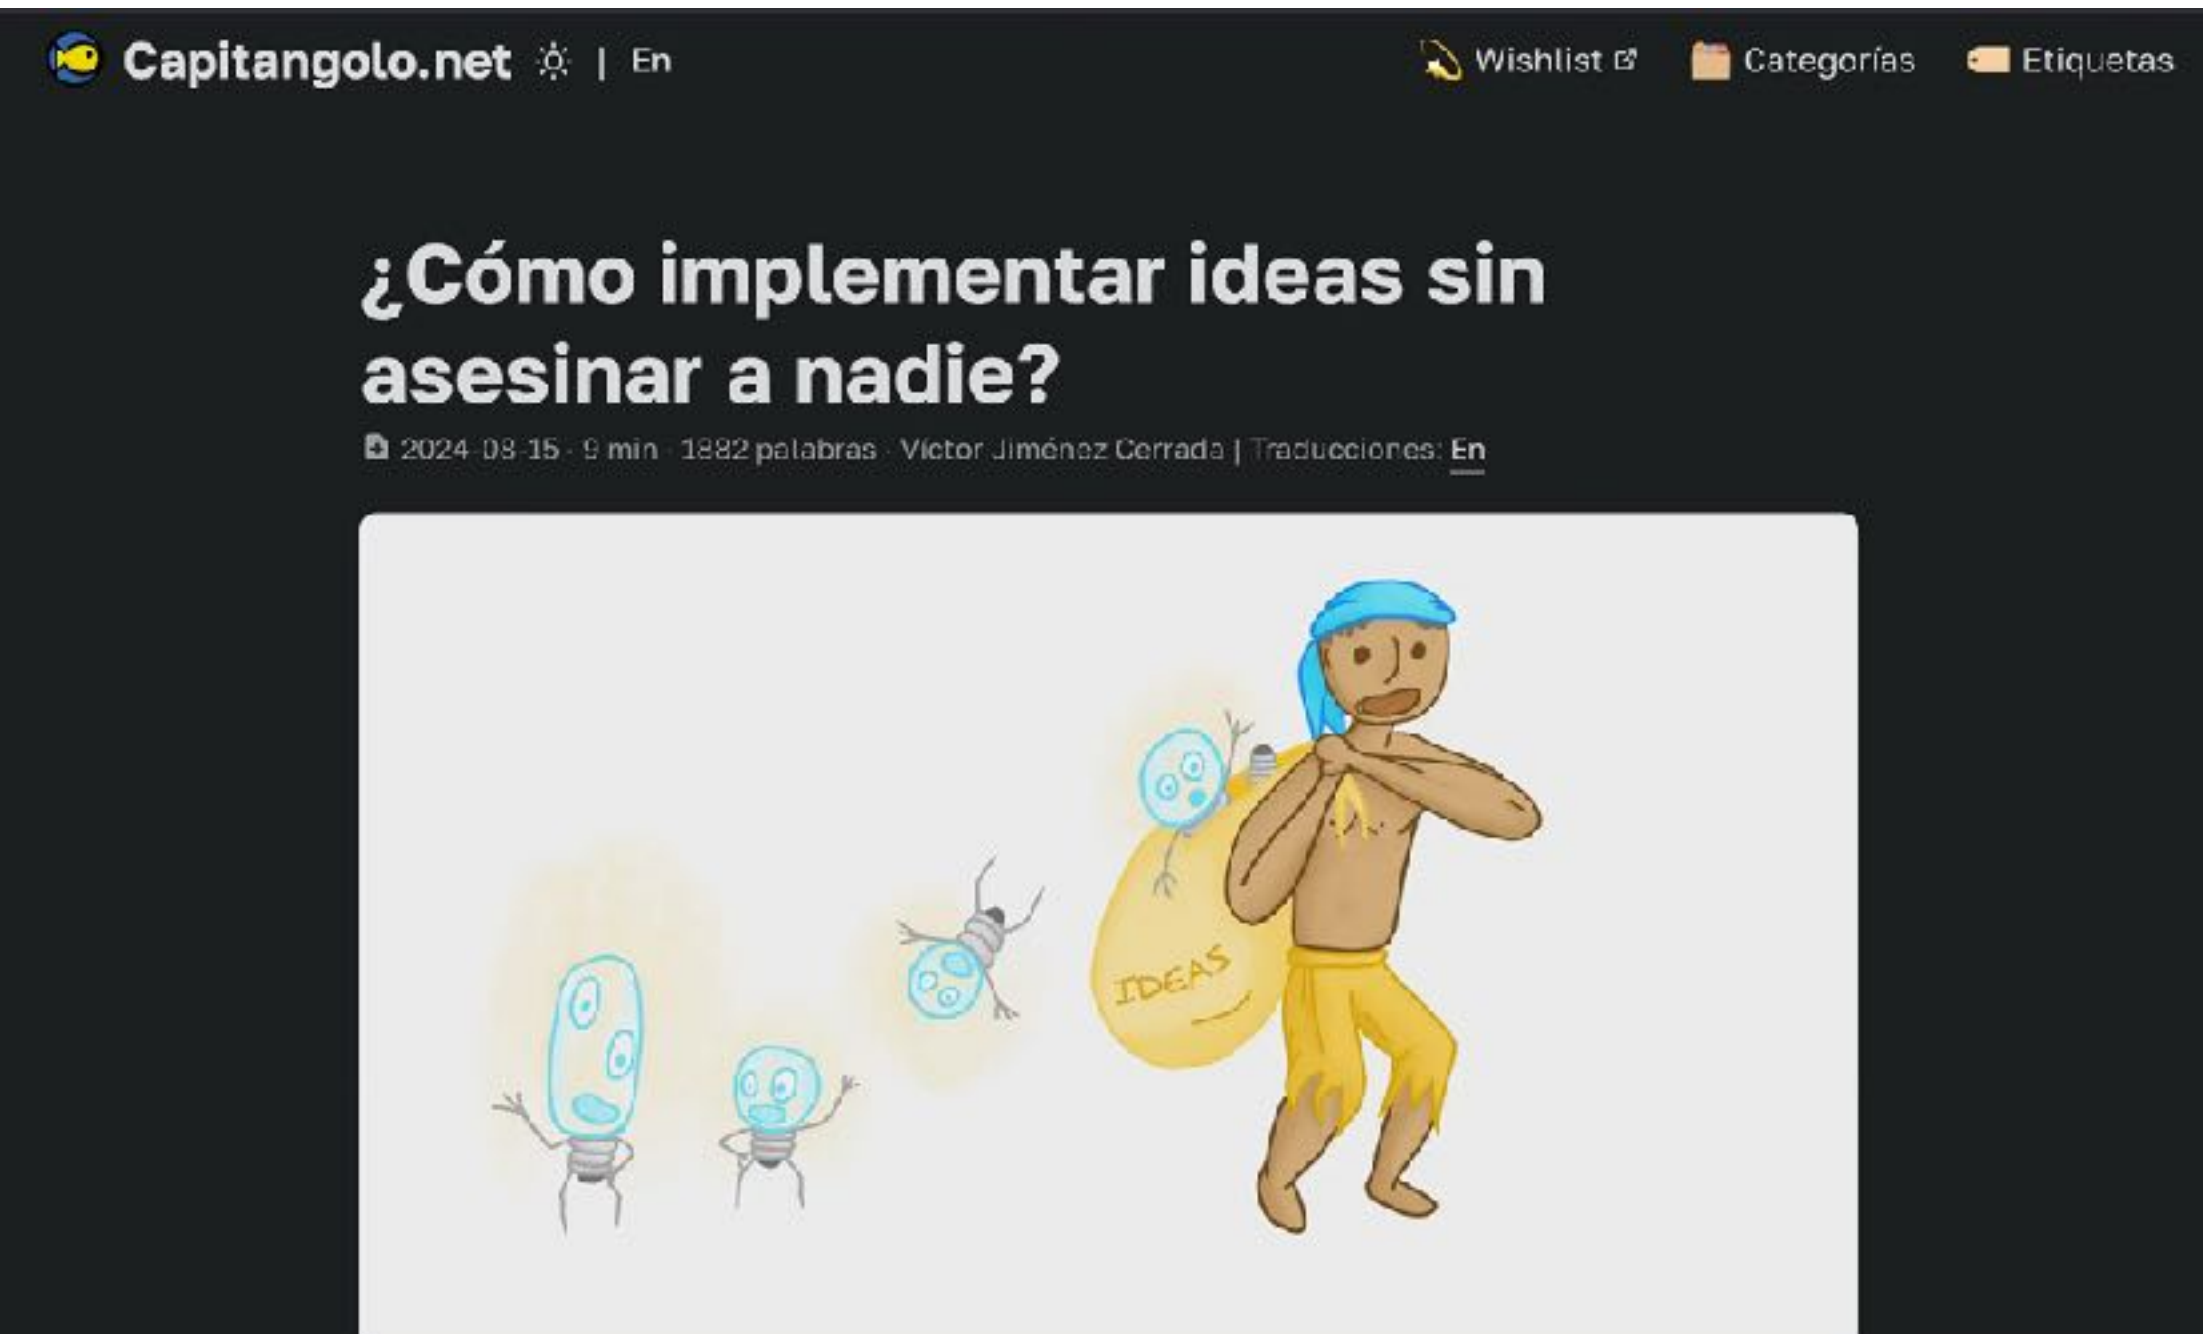 Capitangolo.net | En
Wishlist
Categorías
Etiquetas
¿Cómo implementar ideas sin
asesinar a nadie?
2024-08-15 · 9 min · 1882 palabras · Víctor Jiménez Cerrada | Traducciones: En
IDEAS